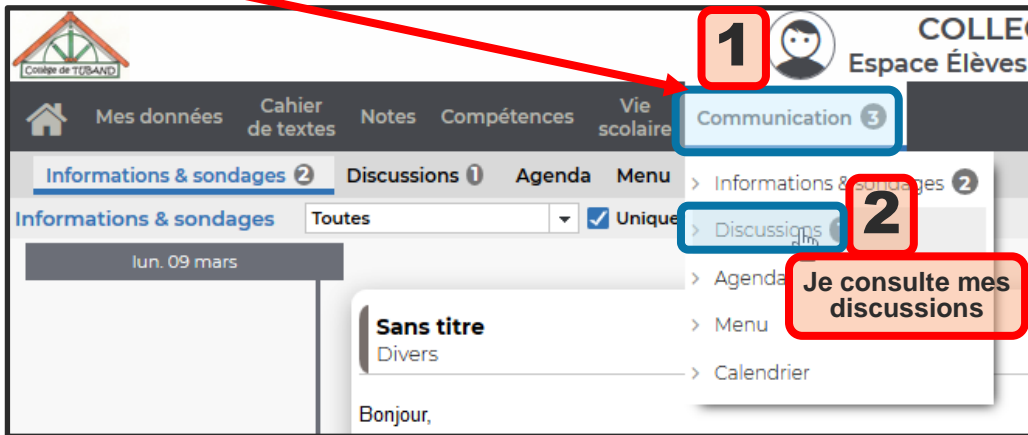 Collège de TUBAND
1
COLLE
Espace Élèves
Mes données
Cahier
de textes
Notes
Compétences
Vie
scolaire
Communication 3
Informations & sondages 2
Discussions 1
Agenda
Menu
Informations & sondages
Toutes
Unique
> Informations & sondages 2
> Discussions
2
> Agenda
Je consulte mes
discussions
> Menu
> Calendrier
lun. 09 mars
Sans titre
Divers
Bonjour,